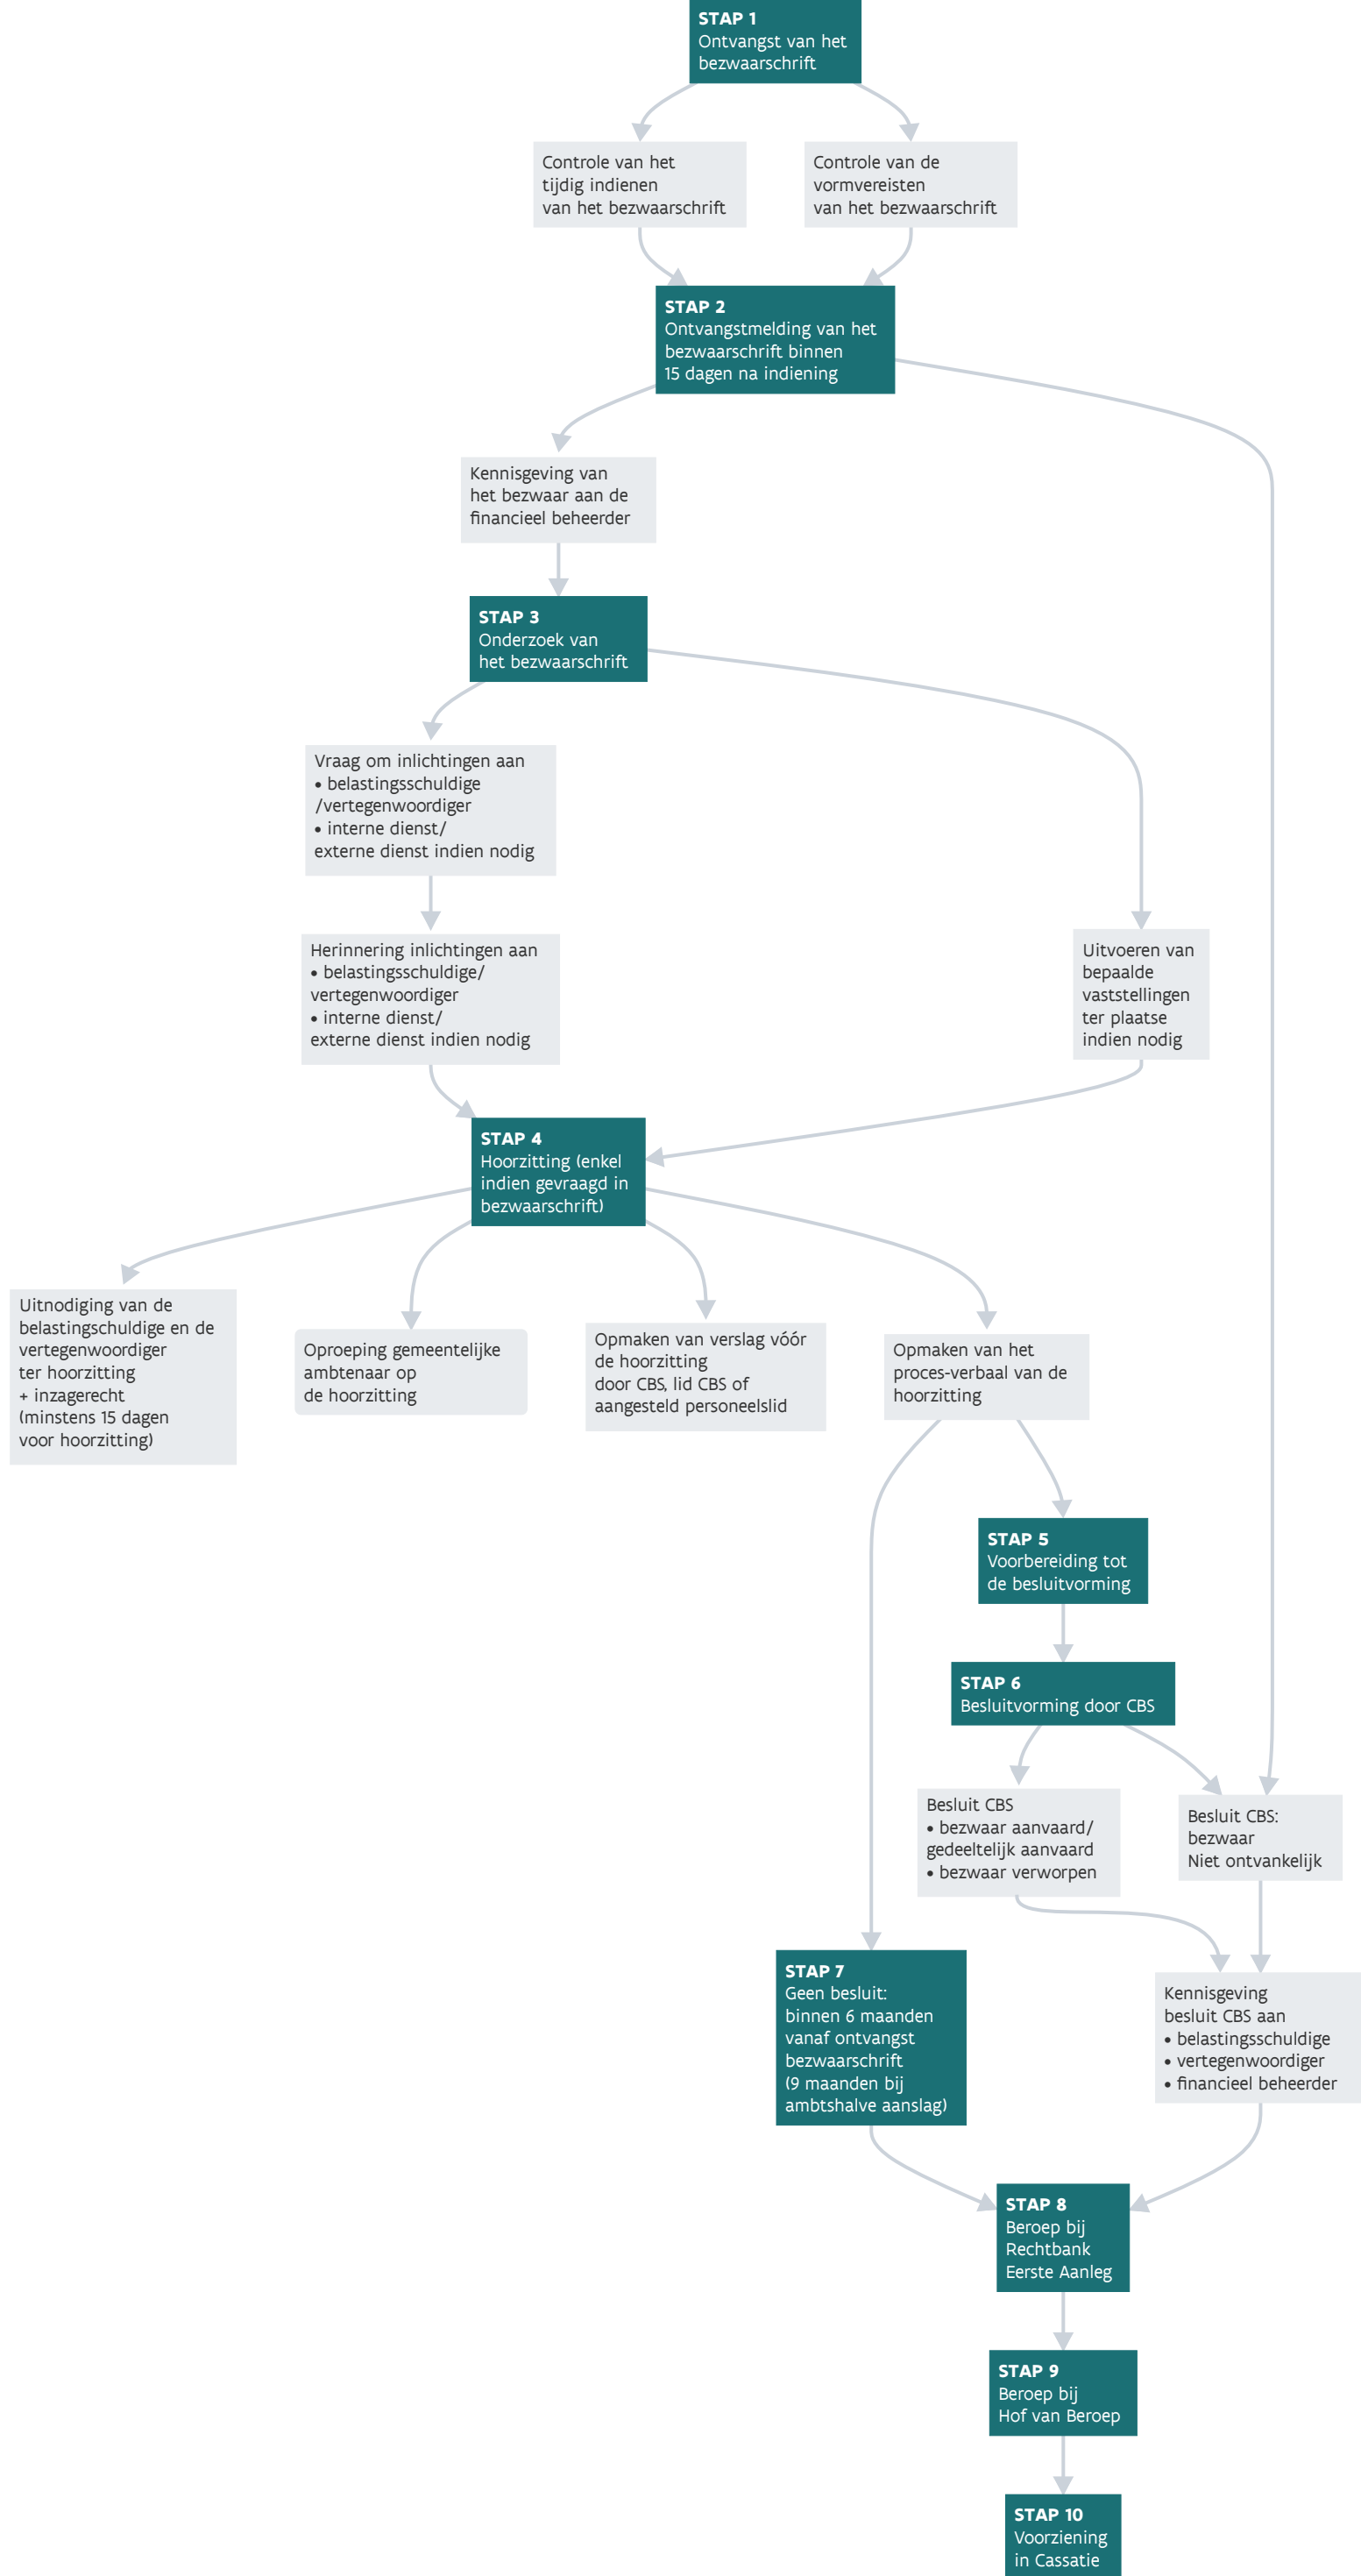 STAP 1
Ontvangst van het
bezwaarschrift
Controle van het
tijdig indienen
van het bezwaarschrift
Controle van de
vormvereisten
van het bezwaarschrift
STAP 2
Ontvangstmelding van het
bezwaarschrift binnen
15 dagen na indiening
Kennisgeving van
het bezwaar aan de
financieel beheerder
STAP 3
Onderzoek van
het bezwaarschrift
Vraag om inlichtingen aan
• belastingsschuldige
/vertegenwoordiger
• interne dienst/
externe dienst indien nodig
Herinnering inlichtingen aan
• belastingsschuldige/
vertegenwoordiger
• interne dienst/
externe dienst indien nodig
Uitvoeren van
bepaalde
vaststellingen
ter plaatse
indien nodig
STAP 4
Hoorzitting (enkel
indien gevraagd in
bezwaarschrift)
Uitnodiging van de
belastingschuldige en de
vertegenwoordiger
ter hoorzitting
+ inzagerecht
(minstens 15 dagen
voor hoorzitting)
Oproeping gemeentelijke
ambtenaar op
de hoorzitting
Opmaken van verslag vóór
de hoorzitting
door CBS, lid CBS of
aangesteld personeelslid
Opmaken van het
proces-verbaal van de
hoorzitting
STAP 5
Voorbereiding tot
de besluitvorming
STAP 6
Besluitvorming door CBS
Besluit CBS
• bezwaar aanvaard/
gedeeltelijk aanvaard
• bezwaar verworpen
Besluit CBS:
bezwaar
Niet ontvankelijk
STAP 7
Geen besluit:
binnen 6 maanden
vanaf ontvangst
bezwaarschrift
(9 maanden bij
ambtshalve aanslag)
Kennisgeving
besluit CBS aan
• belastingsschuldige
• vertegenwoordiger
• financieel beheerder
STAP 8
Beroep bij
Rechtbank
Eerste Aanleg
STAP 9
Beroep bij
Hof van Beroep
STAP 10
Voorziening
in Cassatie